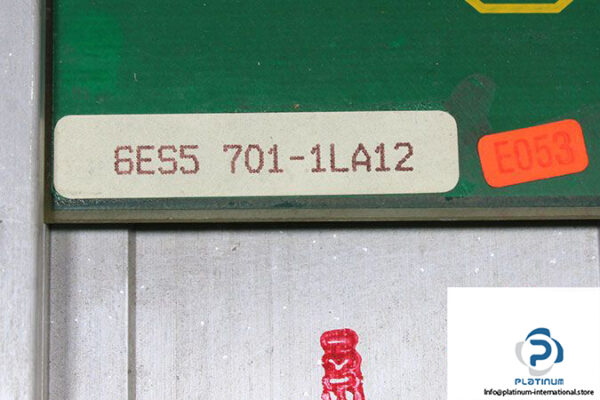 6ES5 701-1LA12
E053
PLATINUM
Info@platinum-international.store